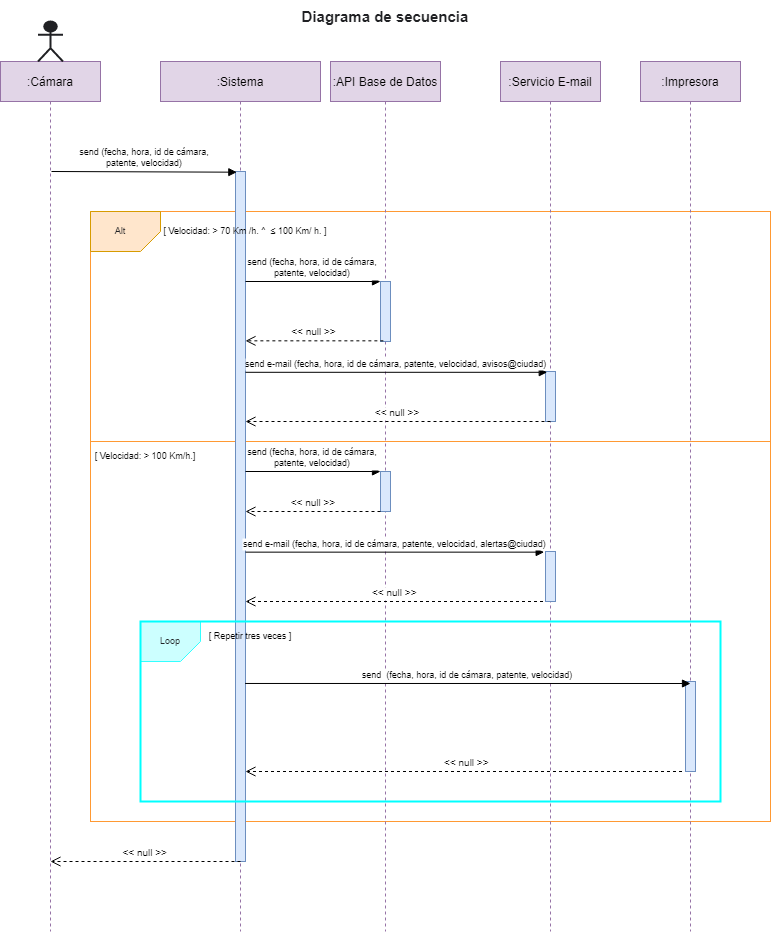 Diagrama de secuencia
:Cámara
:Sistema
:API Base de Datos
:Servicio E-mail
:Impresora
send (fecha, hora, id de cámara,
patente, velocidad)
Alt
[ Velocidad: > 70 Km /h. ^ ≤ 100 Km/ h. ]
send (fecha, hora, id de cámara,
patente, velocidad)
<< null >>
send e-mail (fecha, hora, id de cámara, patente, velocidad, avisos@ciudad)
<< null >>
[ Velocidad: > 100 Km/h.]
send (fecha, hora, id de cámara,
patente, velocidad)
<< null >>
send e-mail (fecha, hora, id de cámara, patente, velocidad, alertas@ciudad)
<< null >>
Loop
[ Repetir tres veces ]
send (fecha, hora, id de cámara, patente, velocidad)
<< null >>
<< null >>